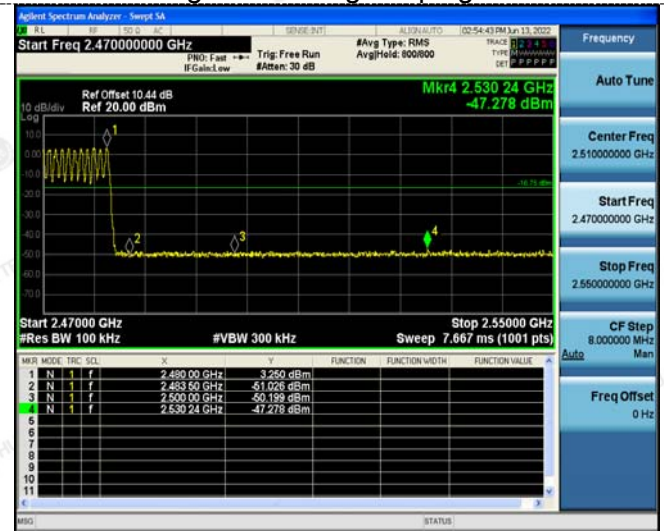 Agilent Spectrum Analyzer - Swept SA
RL RF 50 Ω AC SENSE:INT ALIGN AUTO 02:54:43 PM Jun 13, 2022
Start Freq 2.470000000 GHz
PNO: Fast
IFGain:Low
Trig: Free Run
#Atten: 30 dB
#Avg Type: RMS
Avg|Hold: 800/800
TRACE 1 2 3 4 5 6
TYPE M
DET P P P P P P
Ref Offset 10.44 dB
Ref 20.00 dBm
10 dB/div
Log
Mkr4 2.530 24 GHz
-47.278 dBm
10.0
0.00
-10.0
-20.0
-30.0
-40.0
-50.0
-60.0
-70.0
1
2
3
4
-16.75 dBm
Start 2.47000 GHz
Stop 2.55000 GHz
#Res BW 100 kHz
#VBW 300 kHz
Sweep 7.667 ms (1001 pts)
MKR MODE TRC SCL X Y FUNCTION FUNCTION WIDTH FUNCTION VALUE
1 N 1 f 2.480 00 GHz 3.250 dBm
2 N 1 f 2.483 50 GHz -51.026 dBm
3 N 1 f 2.500 00 GHz -50.199 dBm
4 N 1 f 2.530 24 GHz -47.278 dBm
5
6
7
8
9
10
11
MSG
STATUS
Frequency
Auto Tune
Center Freq
2.510000000 GHz
Start Freq
2.470000000 GHz
Stop Freq
2.550000000 GHz
CF Step
8.000000 MHz
Auto Man
Freq Offset
0 Hz